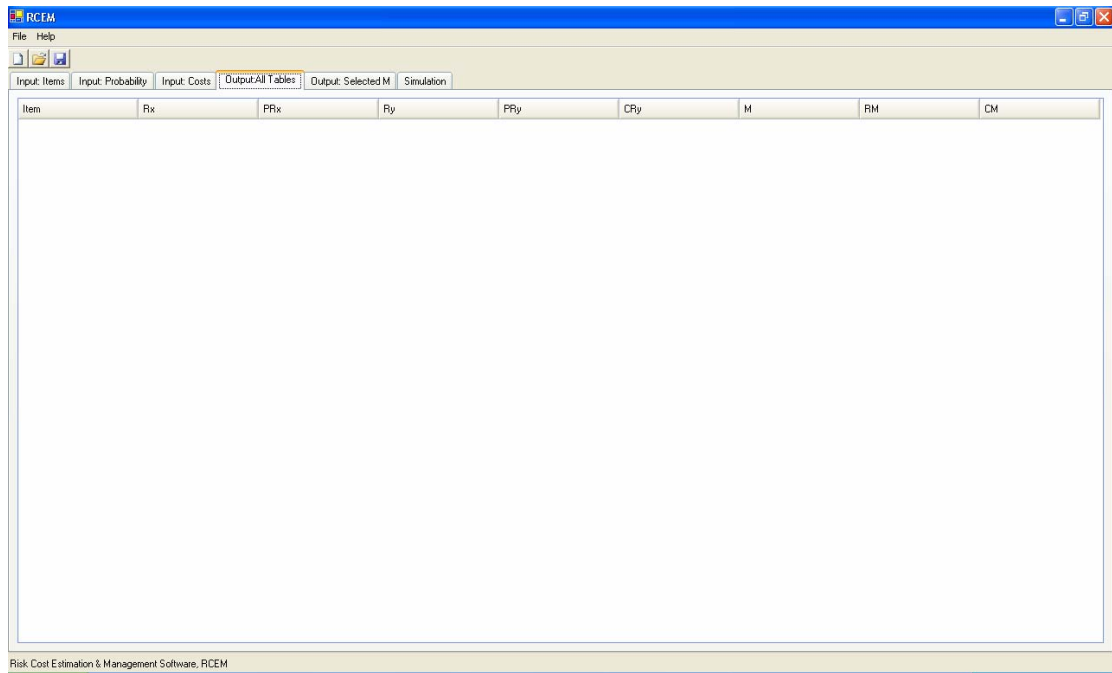 RCEM
File Help
Input: Items Input: Probability Input: Costs Output:All Tables Output: Selected M Simulation
Item Rx PRx Ry PRy CRy M RM CM
Risk Cost Estimation & Management Software, RCEM